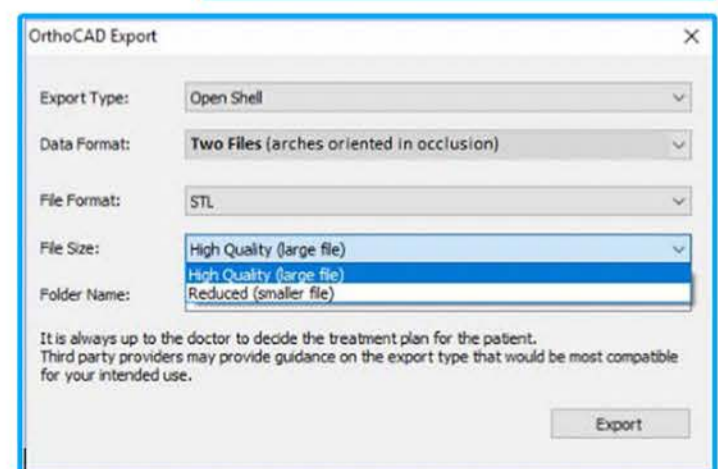 OrthoCAD Export
Export Type: Open Shell
Data Format: Two Files (arches oriented in occlusion)
File Format: STL
File Size: High Quality (large file)
High Quality (large file)
Reduced (smaller file)
Folder Name:
It is always up to the doctor to decide the treatment plan for the patient.
Third party providers may provide guidance on the export type that would be most compatible
for your intended use.
Export